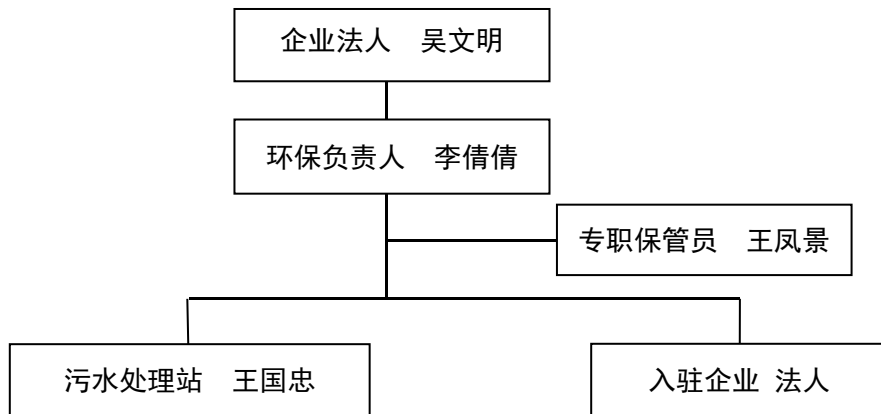 企业法人　吴文明
环保负责人　李倩倩
专职保管员　王凤景
污水处理站　王国忠
入驻企业 法人